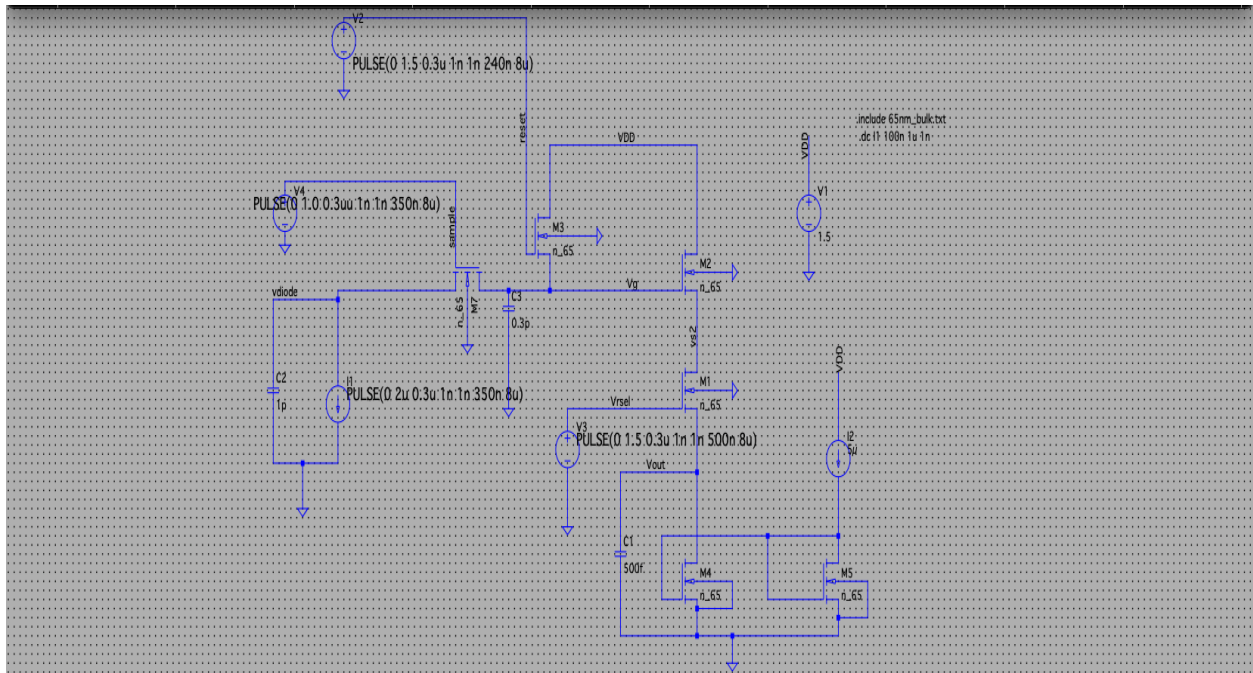 V2
PULSE(0 1.5 0.3u 1n 1n 240n 8u)
reset
VDD
.include 65nm_bulk.txt
.dc I1 100n 1u 1n
VDD
V4
PULSE(0 1.0 0.3uu 1n 1n 350n 8u)
sample
M3
n_65
V1
1.5
M2
n_65
vdiode
n_65
M7
C3
0.3p
Vg
vs2
VDD
C2
1p
I1
PULSE(0 2u 0.3u 1n 1n 350n 8u)
M1
n_65
Vrsel
V3
PULSE(0 1.5 0.3u 1n 1n 500n 8u)
I2
5µ
Vout
C1
500f
M4
n_65
M5
n_65